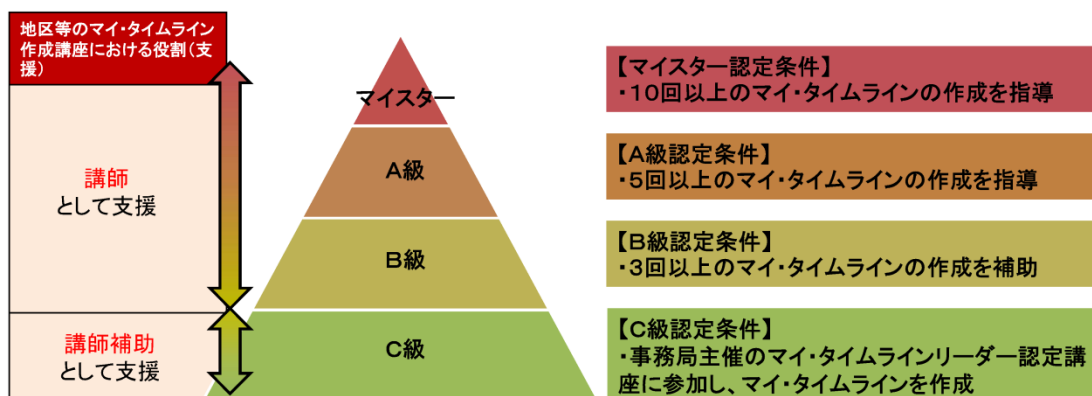 地区等のマイ・タイムライン
作成講座における役割(支
援)
講師
として支援
講師補助
として支援
マイスター
A級
B級
C級
【マイスター認定条件】
・10回以上のマイ・タイムラインの作成を指導
【A級認定条件】
・5回以上のマイ・タイムラインの作成を指導
【B級認定条件】
・3回以上のマイ・タイムラインの作成を補助
【C級認定条件】
・事務局主催のマイ・タイムラインリーダー認定講
座に参加し、マイ・タイムラインを作成